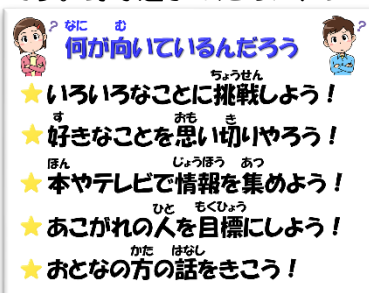 何が向いているんだろう
★いろいろなことに挑戦しよう！
★好きなことを思い切りやろう！
★本やテレビで情報を集めよう！
★あこがれの人を目標にしよう！
★おとなの方の話をきこう！